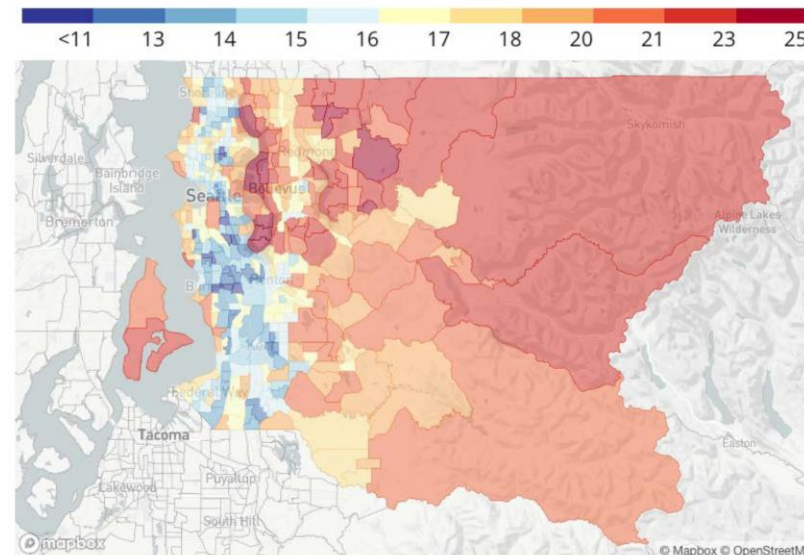 <11 13 14 15 16 17 18 20 21 23 25
Skykomish
Silverdale
Redmond
Bainbridge
Island
Seattle
Bellevue
Alpine Lakes
Wilderness
Bremerton
Renton
Federal Way
Tacoma
Easton
Lakewood
Puyallup
South Hill
mapbox
© Mapbox © OpenStreetM